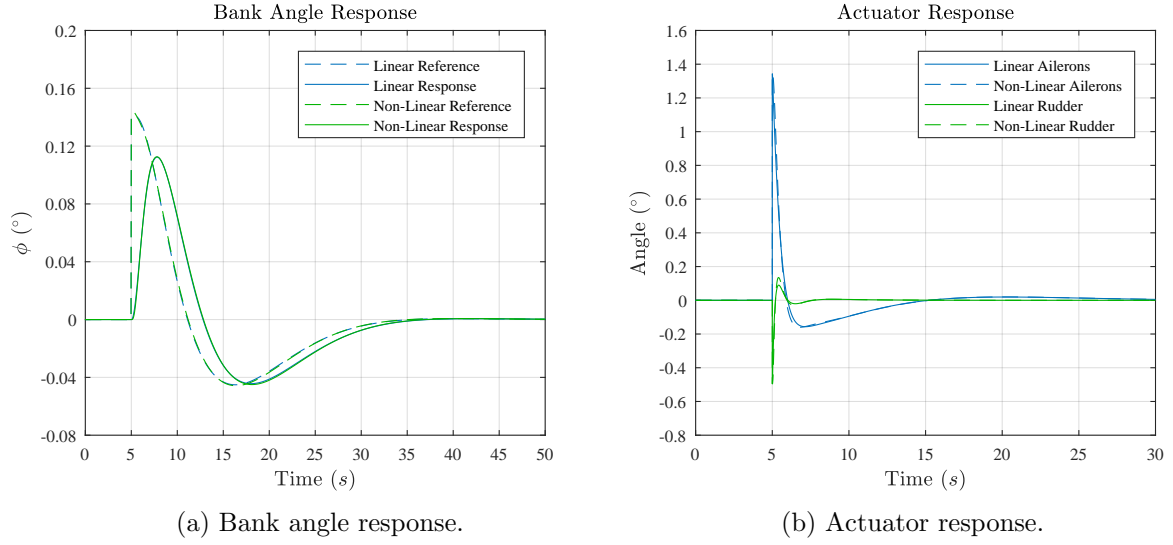 Bank Angle Response
0.2
0.16
0.12
0.08
0.04
0
-0.04
-0.08
ϕ (°)
Linear Reference
Linear Response
Non-Linear Reference
Non-Linear Response
0 5 10 15 20 25 30 35 40 45 50
Time (s)
(a) Bank angle response.
Actuator Response
1.6
1.4
1.2
1
0.8
0.6
0.4
0.2
0
-0.2
-0.4
-0.6
-0.8
Angle (°)
Linear Ailerons
Non-Linear Ailerons
Linear Rudder
Non-Linear Rudder
0 5 10 15 20 25 30
Time (s)
(b) Actuator response.